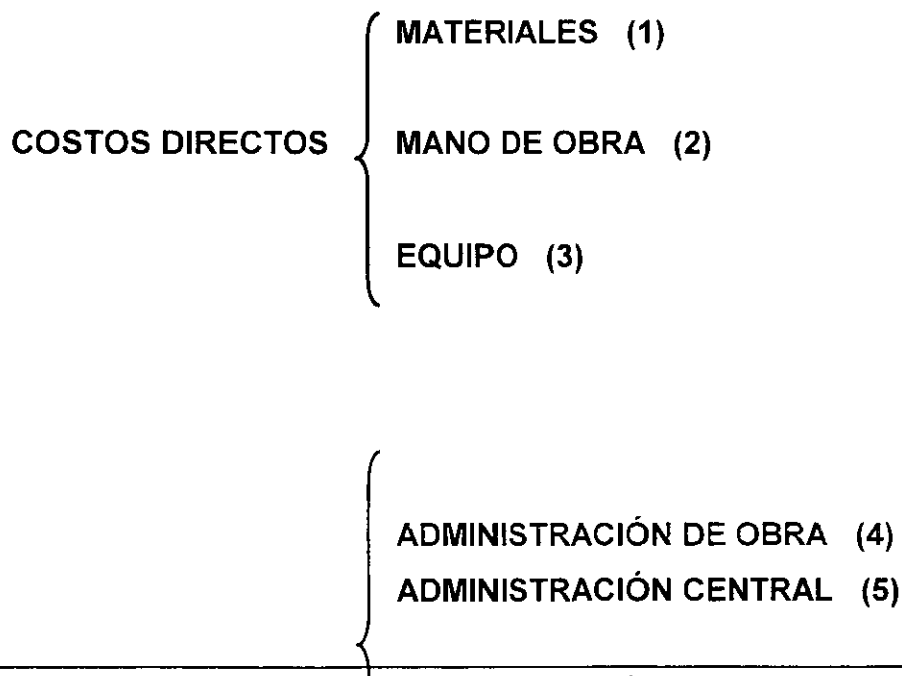 MATERIALES (1)
COSTOS DIRECTOS
MANO DE OBRA (2)
EQUIPO (3)
ADMINISTRACIÓN DE OBRA (4)
ADMINISTRACIÓN CENTRAL (5)